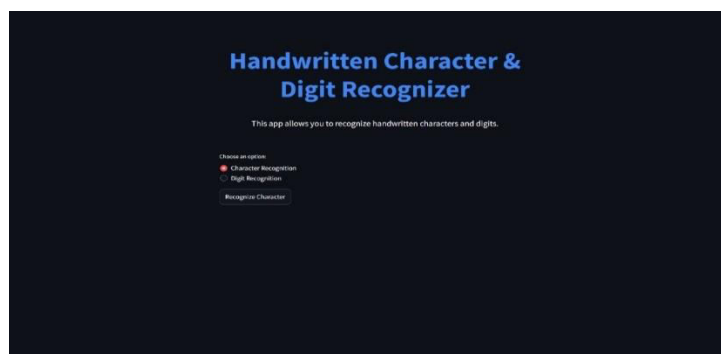 Handwritten Character &
Digit Recognizer
This app allows you to recognize handwritten characters and digits.
Choose an option:
Character Recognition
Digit Recognition
Recognize Character